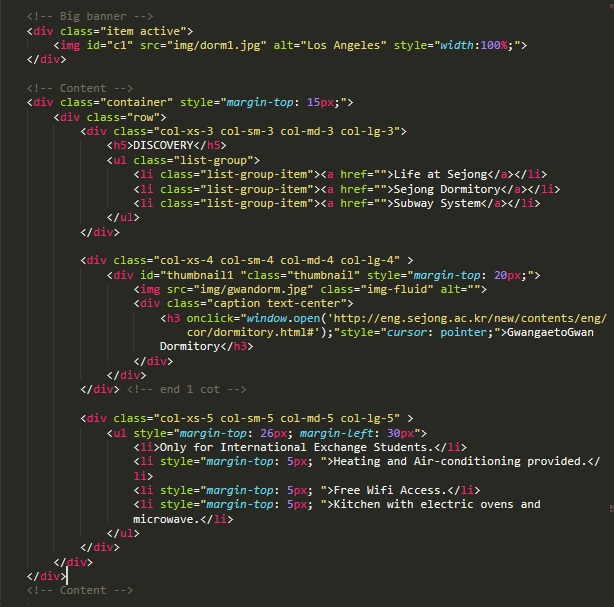 <!-- Big banner -->
<div class="item active">
<img id="c1" src="img/dorm1.jpg" alt="Los Angeles" style="width:100%;">
</div>
<!-- Content -->
<div class="container" style="margin-top: 15px;">
<div class="row">
<div class="col-xs-3 col-sm-3 col-md-3 col-lg-3">
<h5>DISCOVERY</h5>
<ul class="list-group">
<li class="list-group-item"><a href="">Life at Sejong</a></li>
<li class="list-group-item"><a href="">Sejong Dormitory</a></li>
<li class="list-group-item"><a href="">Subway System</a></li>
</ul>
</div>
<div class="col-xs-4 col-sm-4 col-md-4 col-lg-4" >
<div id="thumbnail1 "class="thumbnail" style="margin-top: 20px;">
<img src="img/gwandorm.jpg" class="img-fluid" alt="">
<div class="caption text-center">
<h3 onclick="window.open('http://eng.sejong.ac.kr/new/contents/eng/
cor/dormitory.html#');"style="cursor: pointer;">GwangaetoGwan
Dormitory</h3>
</div>
</div>
</div> <!-- end 1 cot -->
<div class="col-xs-5 col-sm-5 col-md-5 col-lg-5" >
<ul style="margin-top: 26px; margin-left: 30px">
<li>Only for International Exchange Students.</li>
<li style="margin-top: 5px; ">Heating and Air-conditioning provided.</
li>
<li style="margin-top: 5px; ">Free Wifi Access.</li>
<li style="margin-top: 5px; ">Kitchen with electric ovens and
microwave.</li>
</ul>
</div>
</div>
</div>
<!-- Content -->